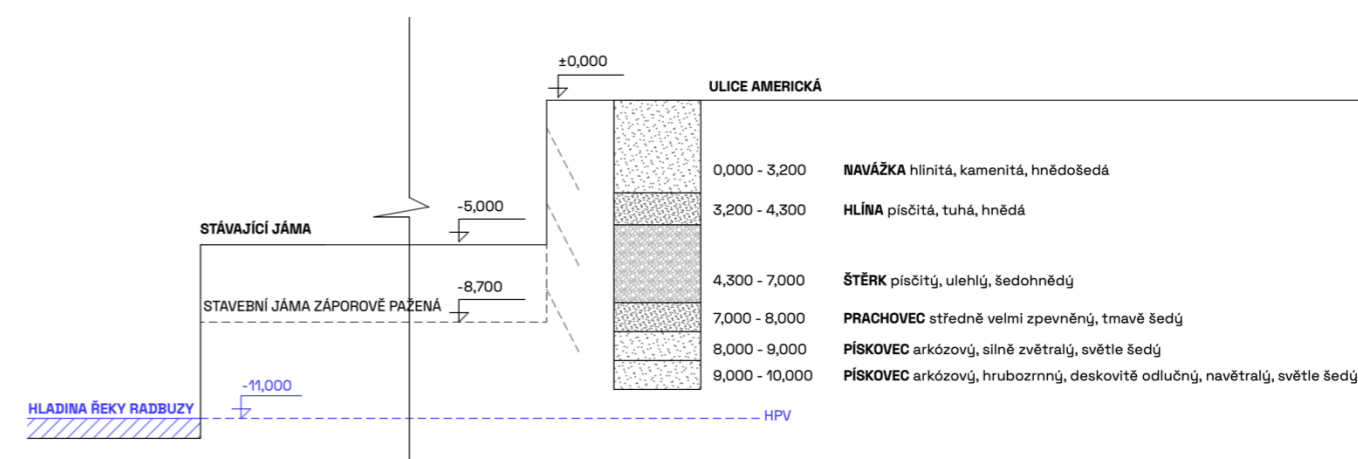 ±0,000
ULICE AMERICKÁ
0,000 - 3,200 NAVÁŽKA hlinitá, kamenitá, hnědošedá
-5,000
3,200 - 4,300 HLÍNA písčitá, tuhá, hnědá
STÁVAJÍCÍ JÁMA
4,300 - 7,000 ŠTĚRK písčitý, ulehlý, šedohnědý
-8,700
STAVEBNÍ JÁMA ZÁPOROVĚ PAŽENÁ
7,000 - 8,000 PRACHOVEC středně velmi zpevněný, tmavě šedý
8,000 - 9,000 PÍSKOVEC arkózový, silně zvětralý, světle šedý
9,000 - 10,000 PÍSKOVEC arkózový, hrubozrnný, deskovitě odlučný, navětralý, světle šedý
-11,000
HLADINA ŘEKY RADBUZY
HPV